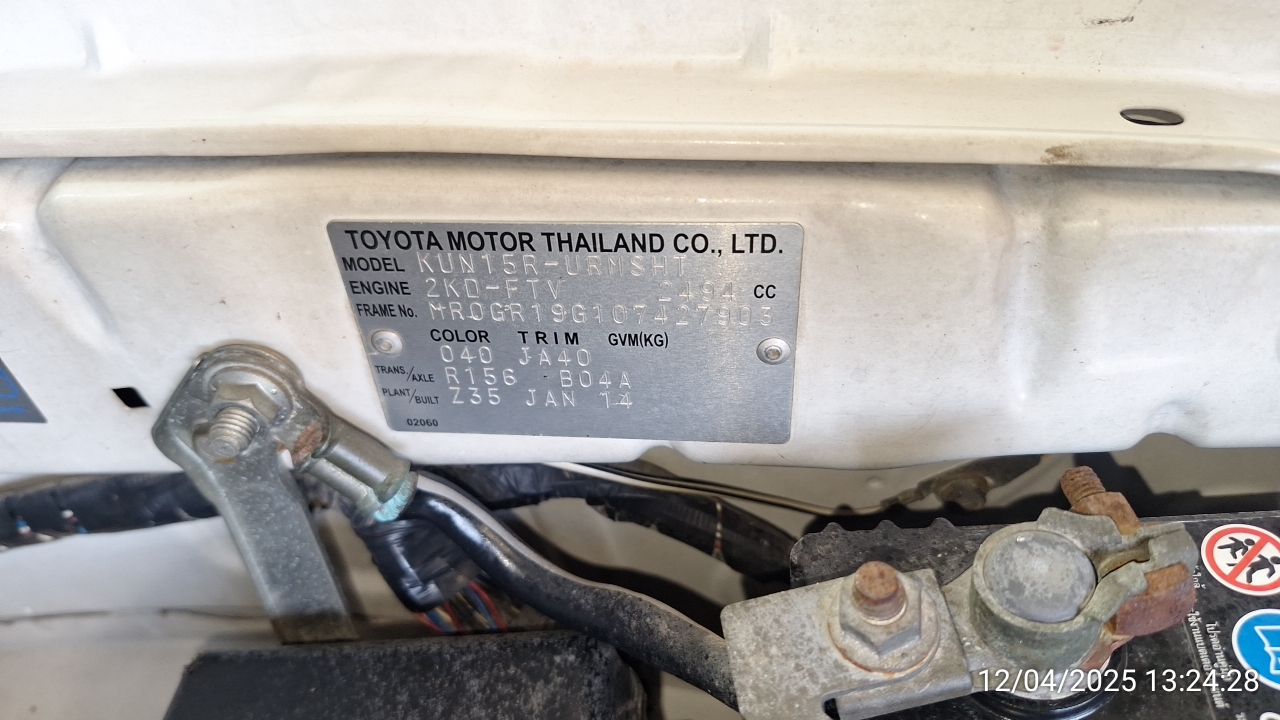 TOYOTA MOTOR THAILAND CO., LTD.
MODEL KUN15R-URMSHT
ENGINE 2KD-FTV 2494 CC
FRAME No. MR0GR19G107427903
COLOR TRIM GVM(KG)
040 JA40
TRANS./AXLE R156 B04A
PLANT/BUILT Z35 JAN 14
02060
12/04/2025 13:24:28